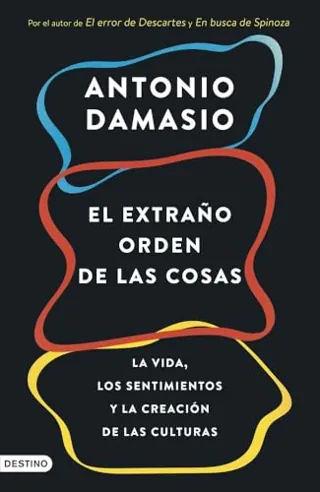 Por el autor de El error de Descartes y En busca de Spinoza
ANTONIO
DAMASIO
EL EXTRAÑO
ORDEN
DE LAS COSAS
LA VIDA,
LOS SENTIMIENTOS
Y LA CREACIÓN
DE LAS CULTURAS
DESTINO